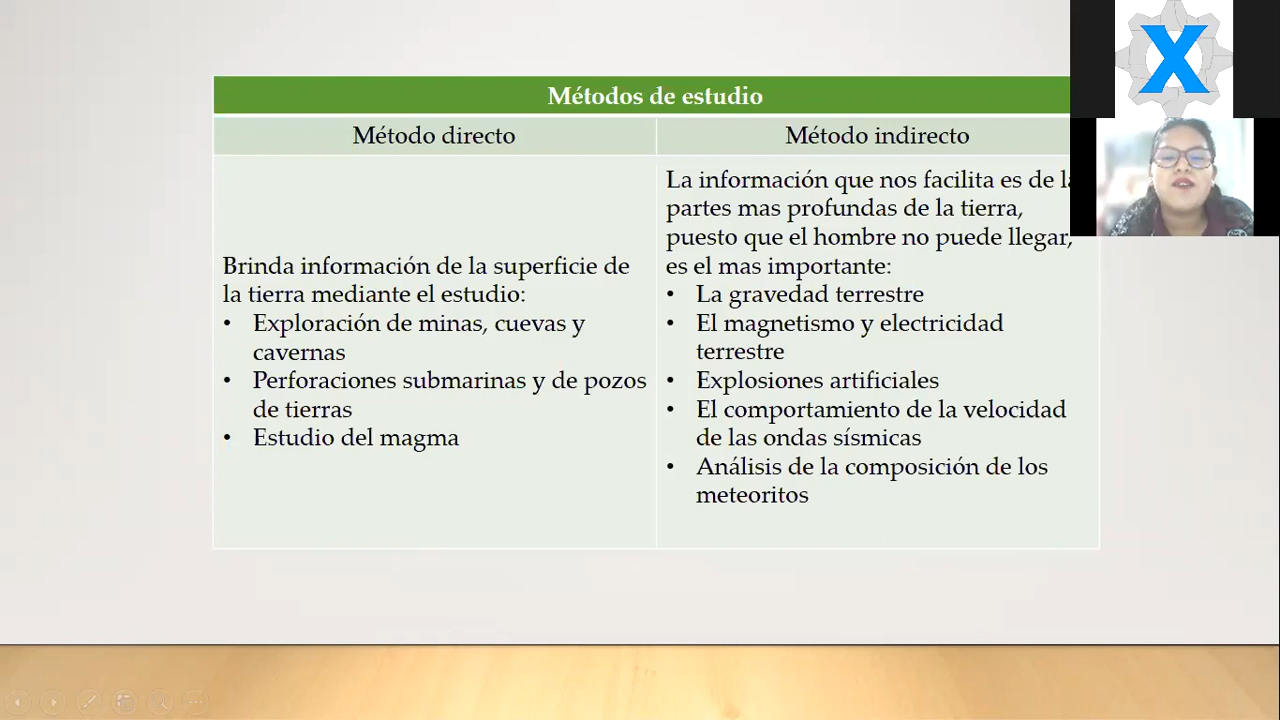 Métodos de estudio
Método directo
Método indirecto
Brinda información de la superficie de
la tierra mediante el estudio:
• Exploración de minas, cuevas y
cavernas
• Perforaciones submarinas y de pozos
de tierras
• Estudio del magma
La información que nos facilita es de
partes mas profundas de la tierra,
puesto que el hombre no puede llegar,
es el mas importante:
• La gravedad terrestre
• El magnetismo y electricidad
terrestre
• Explosiones artificiales
• El comportamiento de la velocidad
de las ondas sísmicas
• Análisis de la composición de los
meteoritos
X